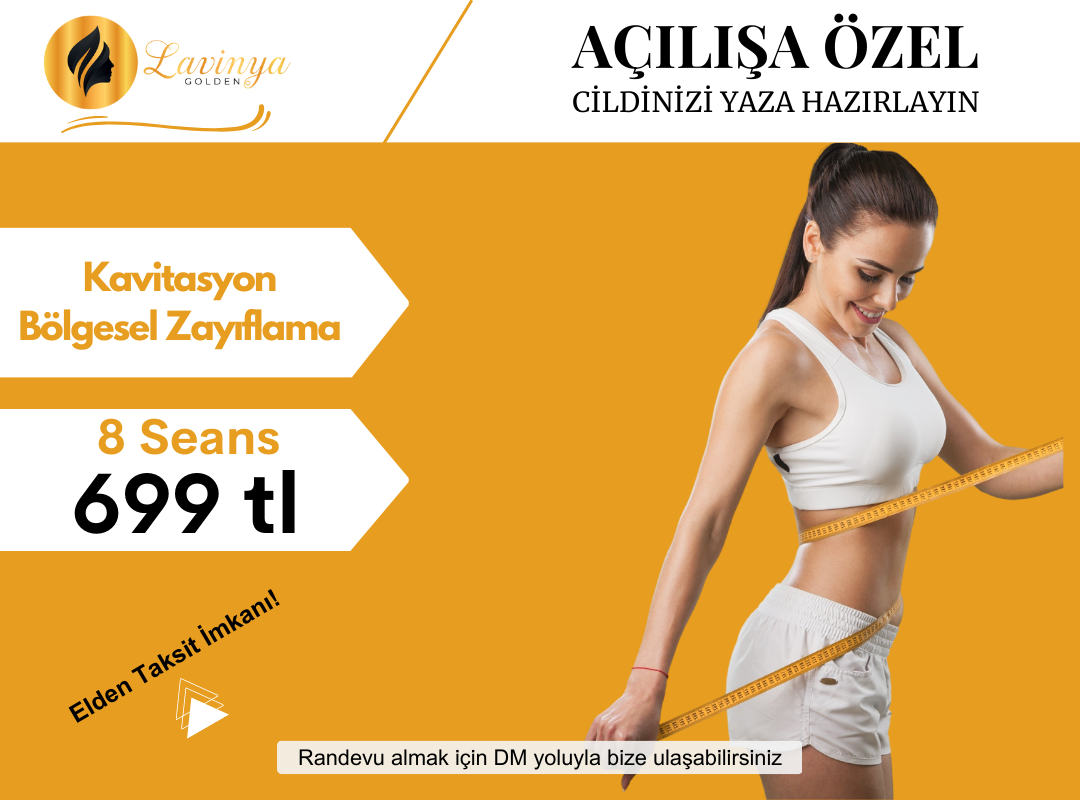 Lavinya
GOLDEN
AÇILIŞA ÖZEL
CİLDİNİZİ YAZA HAZIRLAYIN
Kavitasyon
Bölgesel Zayıflama
8 Seans
699 tl
Elden Taksit İmkanı!
Randevu almak için DM yoluyla bize ulaşabilirsiniz